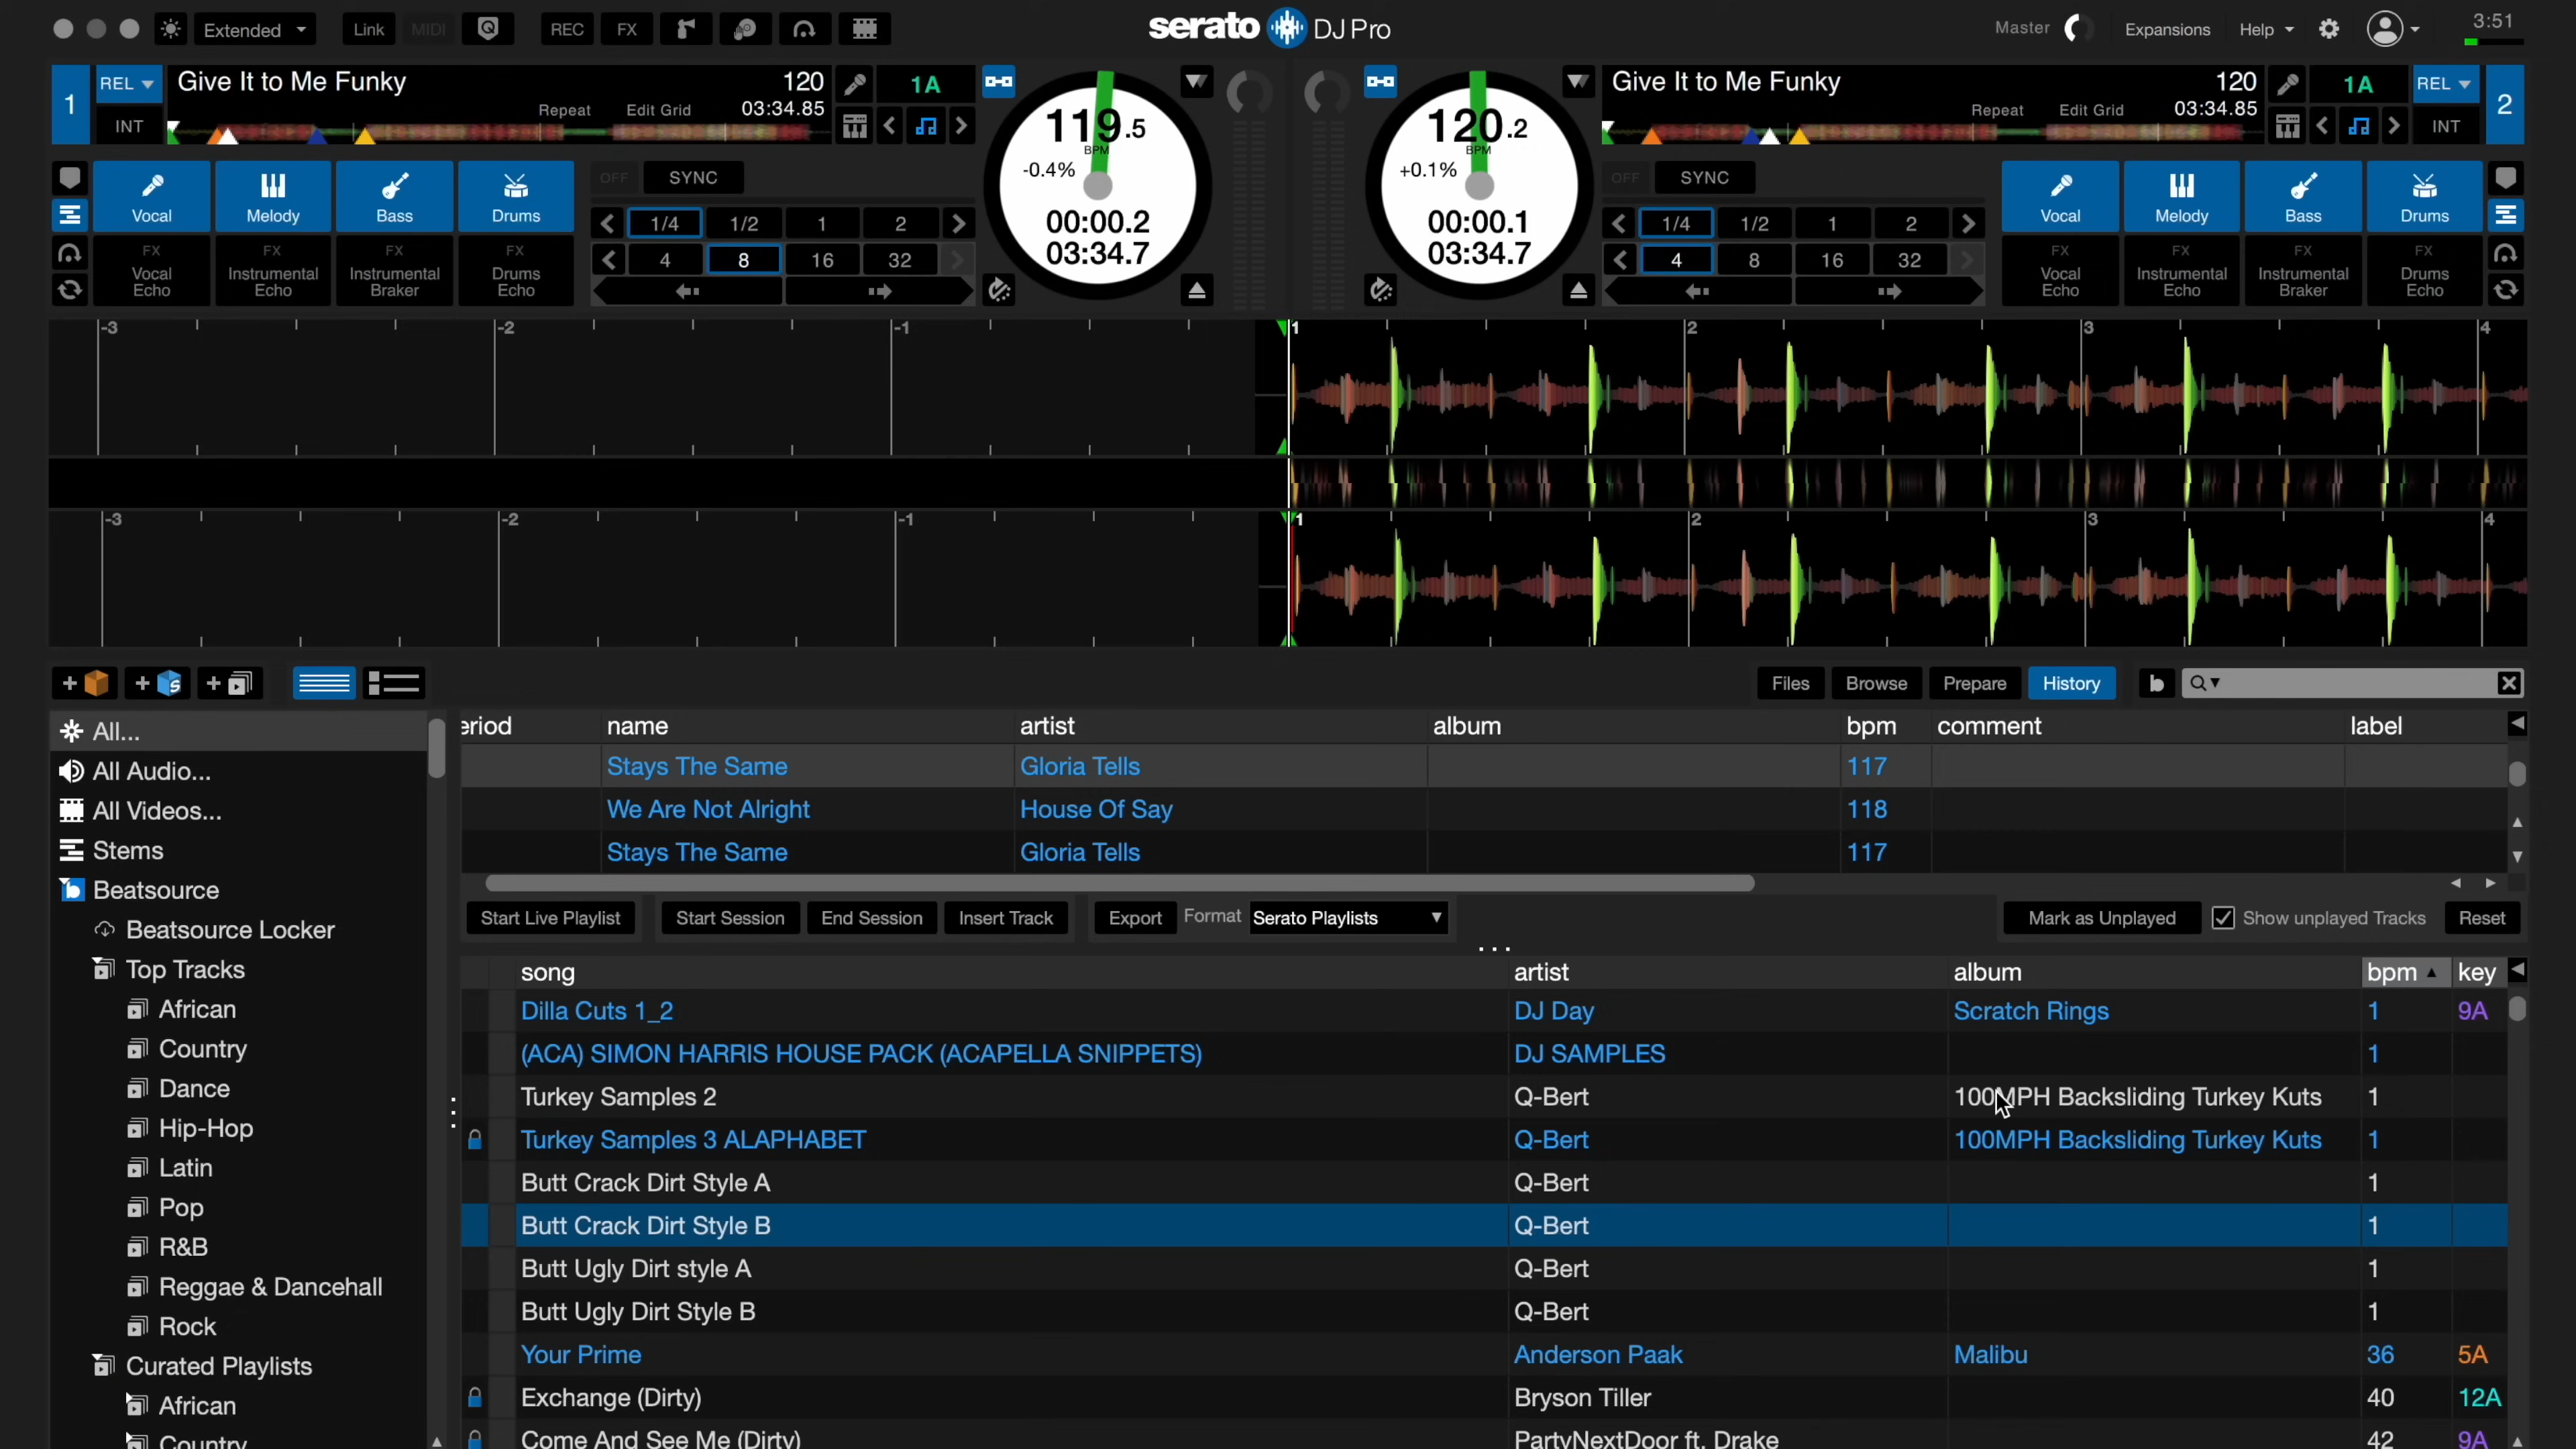 Extended Link MIDI REC FX serato DJ Pro Master Expansions Help 3:51
1 REL Give It to Me Funky 120 1A
INT Repeat Edit Grid 03:34.85
119.5
BPM
-0.4%
00:00.2
03:34.7
Vocal Melody Bass Drums
OFF SYNC
1/4 1/2 1 2
4 8 16 32
FX Vocal Echo
FX Instrumental Echo
FX Instrumental Braker
FX Drums Echo
Give It to Me Funky 120 1A REL 2
Repeat Edit Grid 03:34.85 INT
120.2
BPM
+0.1%
00:00.1
03:34.7
OFF SYNC
1/4 1/2 1 2
4 8 16 32
Vocal Melody Bass Drums
FX Vocal Echo
FX Instrumental Echo
FX Instrumental Braker
FX Drums Echo
-3 -2 -1 1 2 3 4
-3 -2 -1 1 2 3 4
Files Browse Prepare History
All...
All Audio...
All Videos...
Stems
Beatsource
Beatsource Locker
Top Tracks
African
Country
Dance
Hip-Hop
Latin
Pop
R&B
Reggae & Dancehall
Rock
Curated Playlists
African
Country
eriod name artist album bpm comment label
Stays The Same Gloria Tells 117
We Are Not Alright House Of Say 118
Stays The Same Gloria Tells 117
Start Live Playlist Start Session End Session Insert Track Export Format Serato Playlists Mark as Unplayed Show unplayed Tracks Reset
song artist album bpm key
Dilla Cuts 1_2 DJ Day Scratch Rings 1 9A
(ACA) SIMON HARRIS HOUSE PACK (ACAPELLA SNIPPETS) DJ SAMPLES 1
Turkey Samples 2 Q-Bert 100MPH Backsliding Turkey Kuts 1
Turkey Samples 3 ALAPHABET Q-Bert 100MPH Backsliding Turkey Kuts 1
Butt Crack Dirt Style A Q-Bert 1
Butt Crack Dirt Style B Q-Bert 1
Butt Ugly Dirt style A Q-Bert 1
Butt Ugly Dirt Style B Q-Bert 1
Your Prime Anderson Paak Malibu 36 5A
Exchange (Dirty) Bryson Tiller 40 12A
Come And See Me (Dirty) PartyNextDoor ft. Drake 42 9A